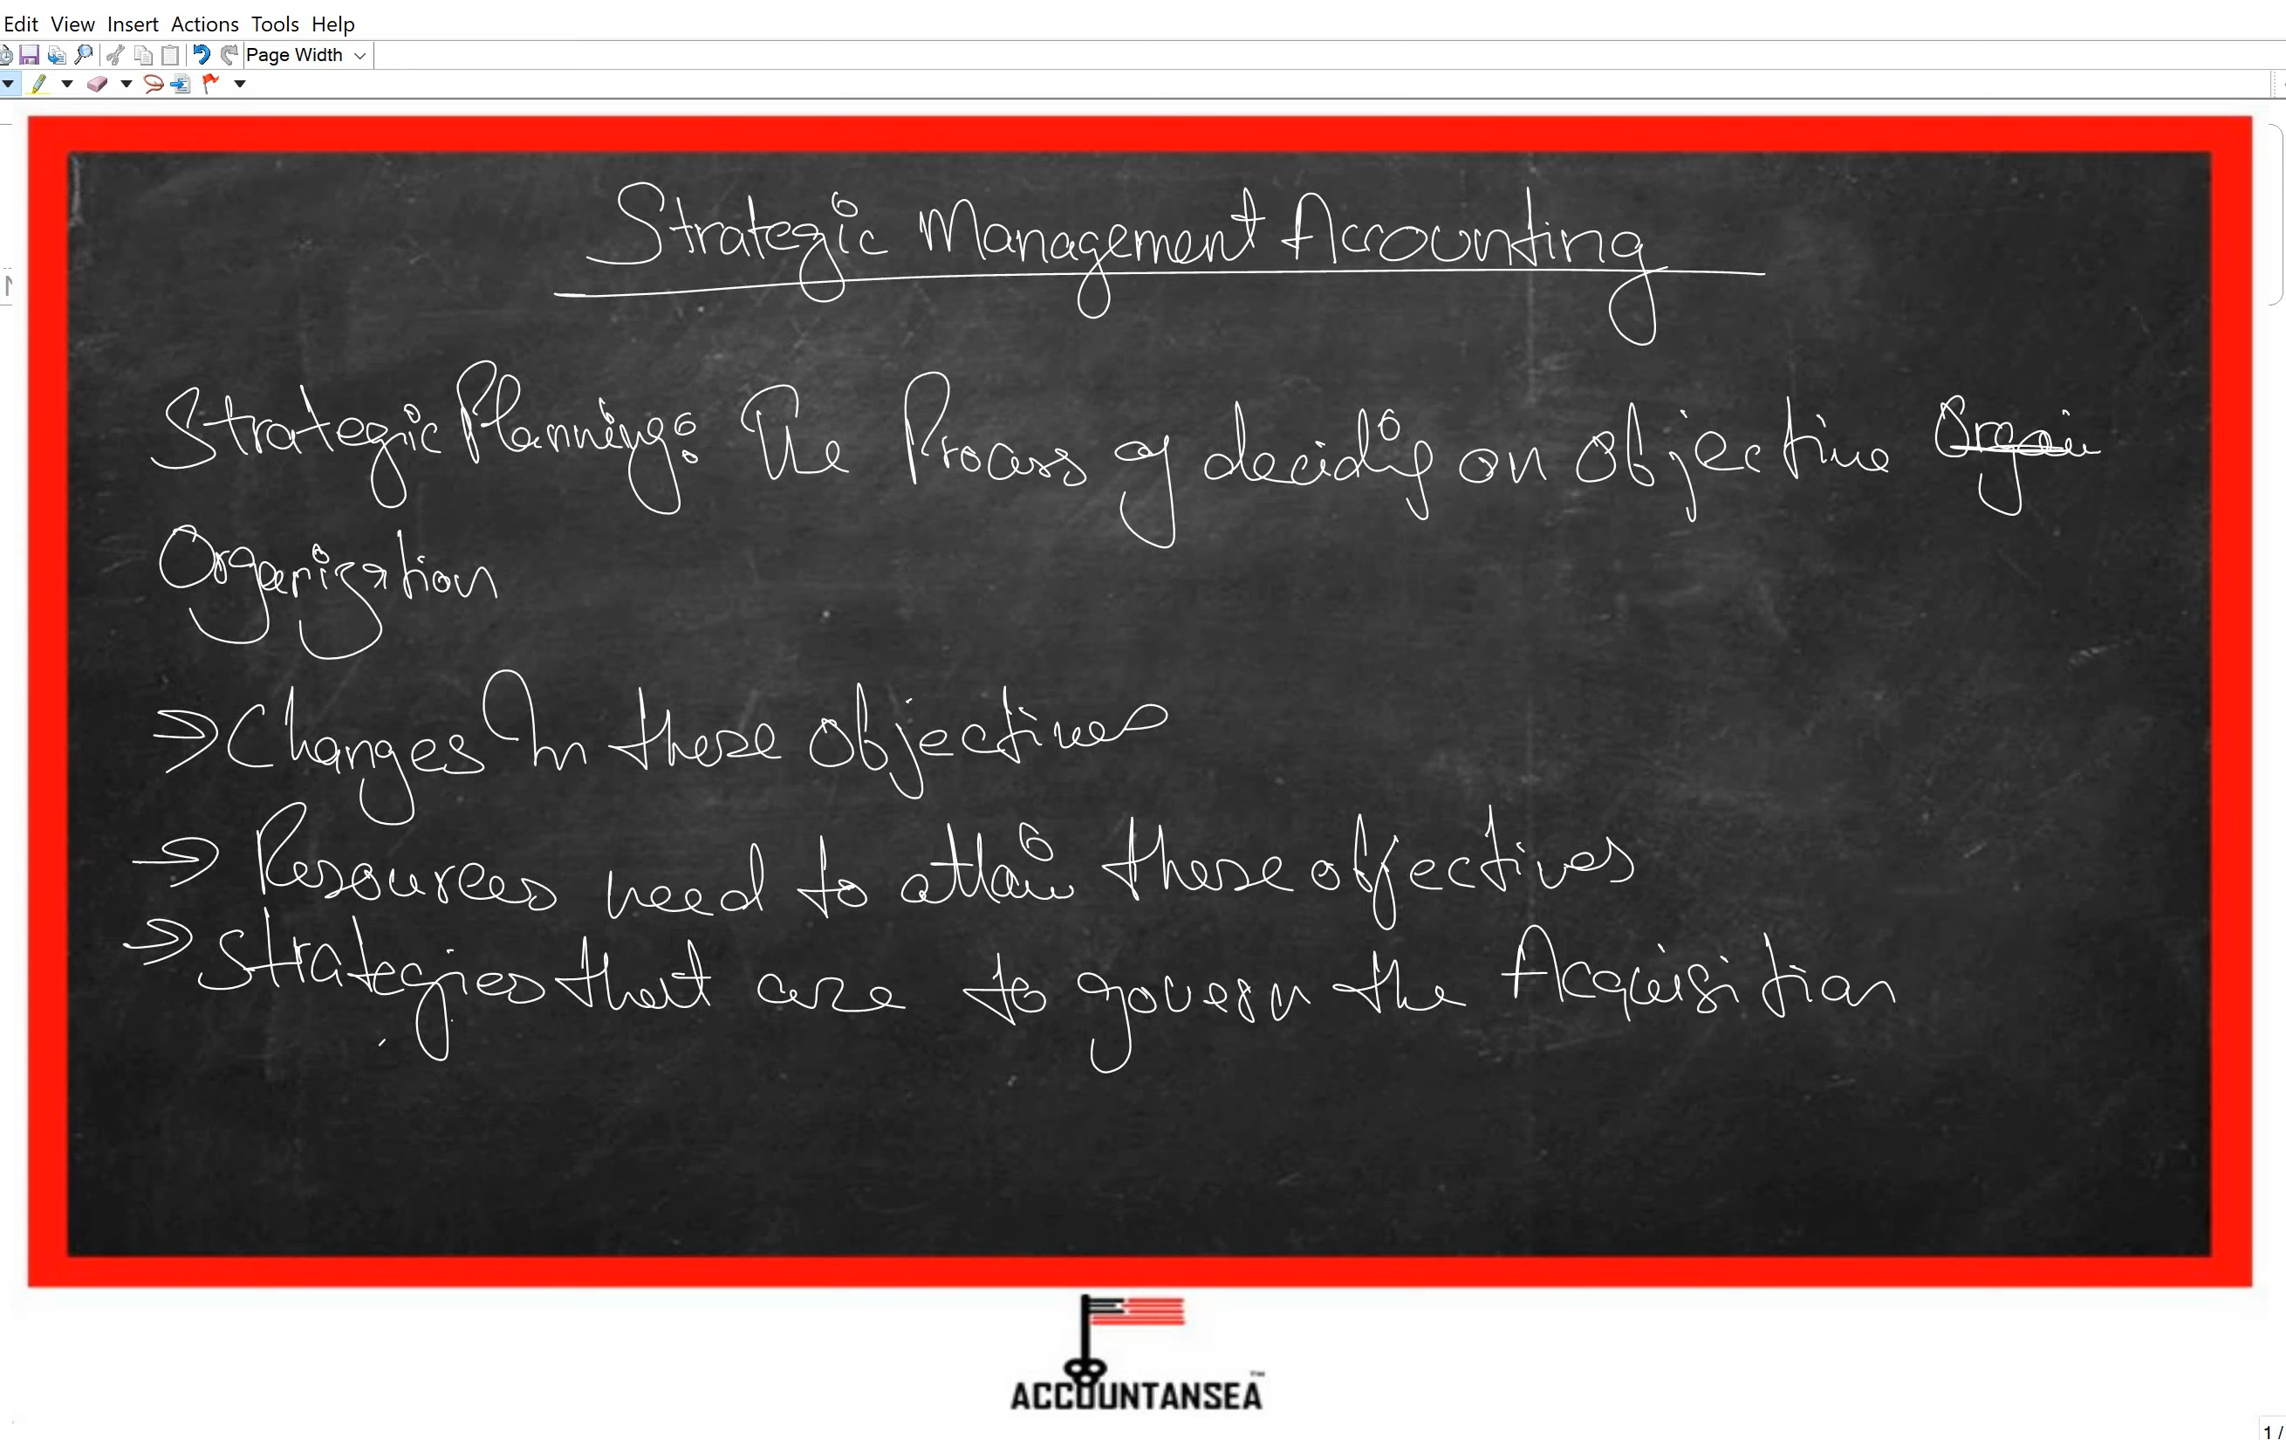 Edit View Insert Actions Tools Help
Page Width
Strategic Management Accounting
Strategic Planning: The Process of deciding on objective
Organization
⇒ Changes In these objectives
→ Resources need to attain these objectives
→ Strategies that are to govern the Acquisition
ACCOUNTANSEA
1 /